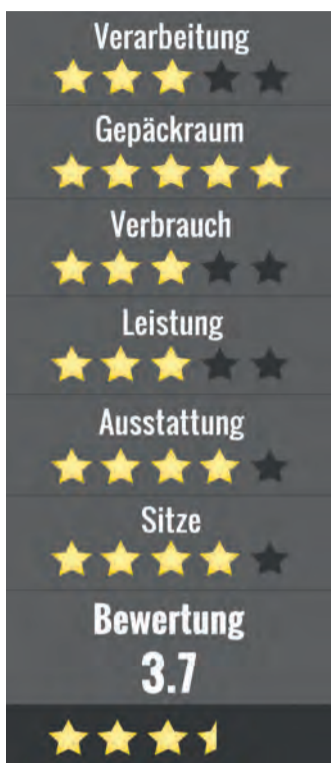 Verarbeitung
Gepäckraum
Verbrauch
Leistung
Ausstattung
Sitze
Bewertung
3.7